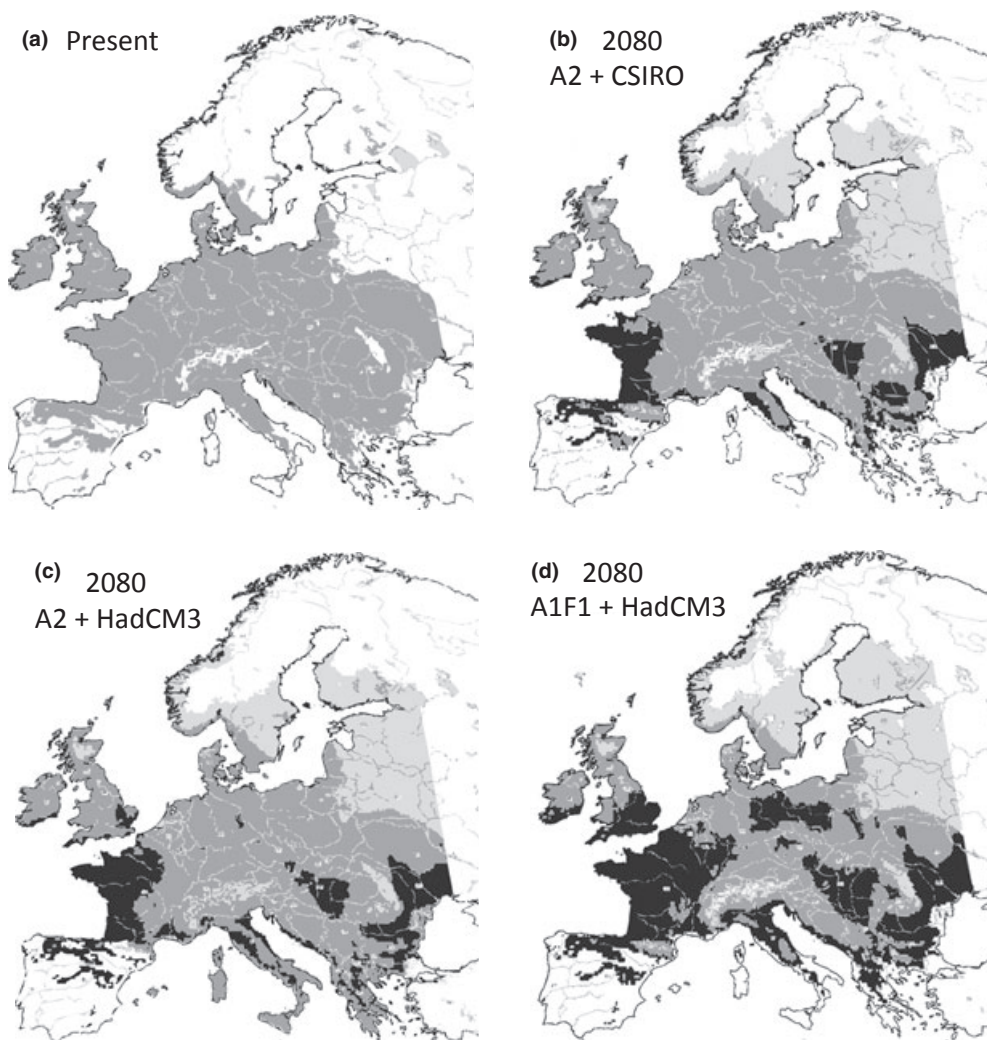 (a) Present
(b) 2080
A2 + CSIRO
(c) 2080
A2 + HadCM3
(d) 2080
A1F1 + HadCM3